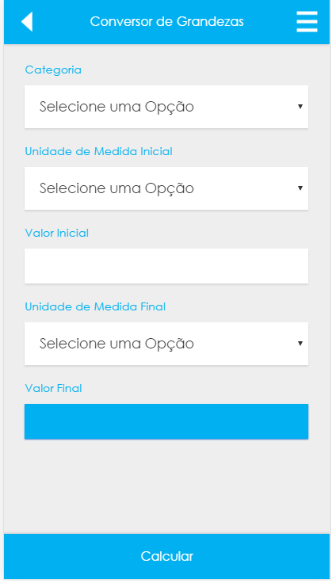 Conversor de Grandezas
Categoria
Selecione uma Opção
Unidade de Medida Inicial
Selecione uma Opção
Valor Inicial
Unidade de Medida Final
Selecione uma Opção
Valor Final
Calcular